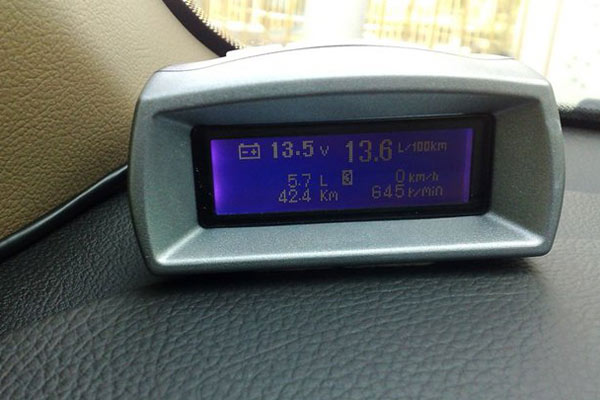 13.5 V 13.6 L/100km
5.7 L 3 0 km/h
42.4 Km 645 r/min